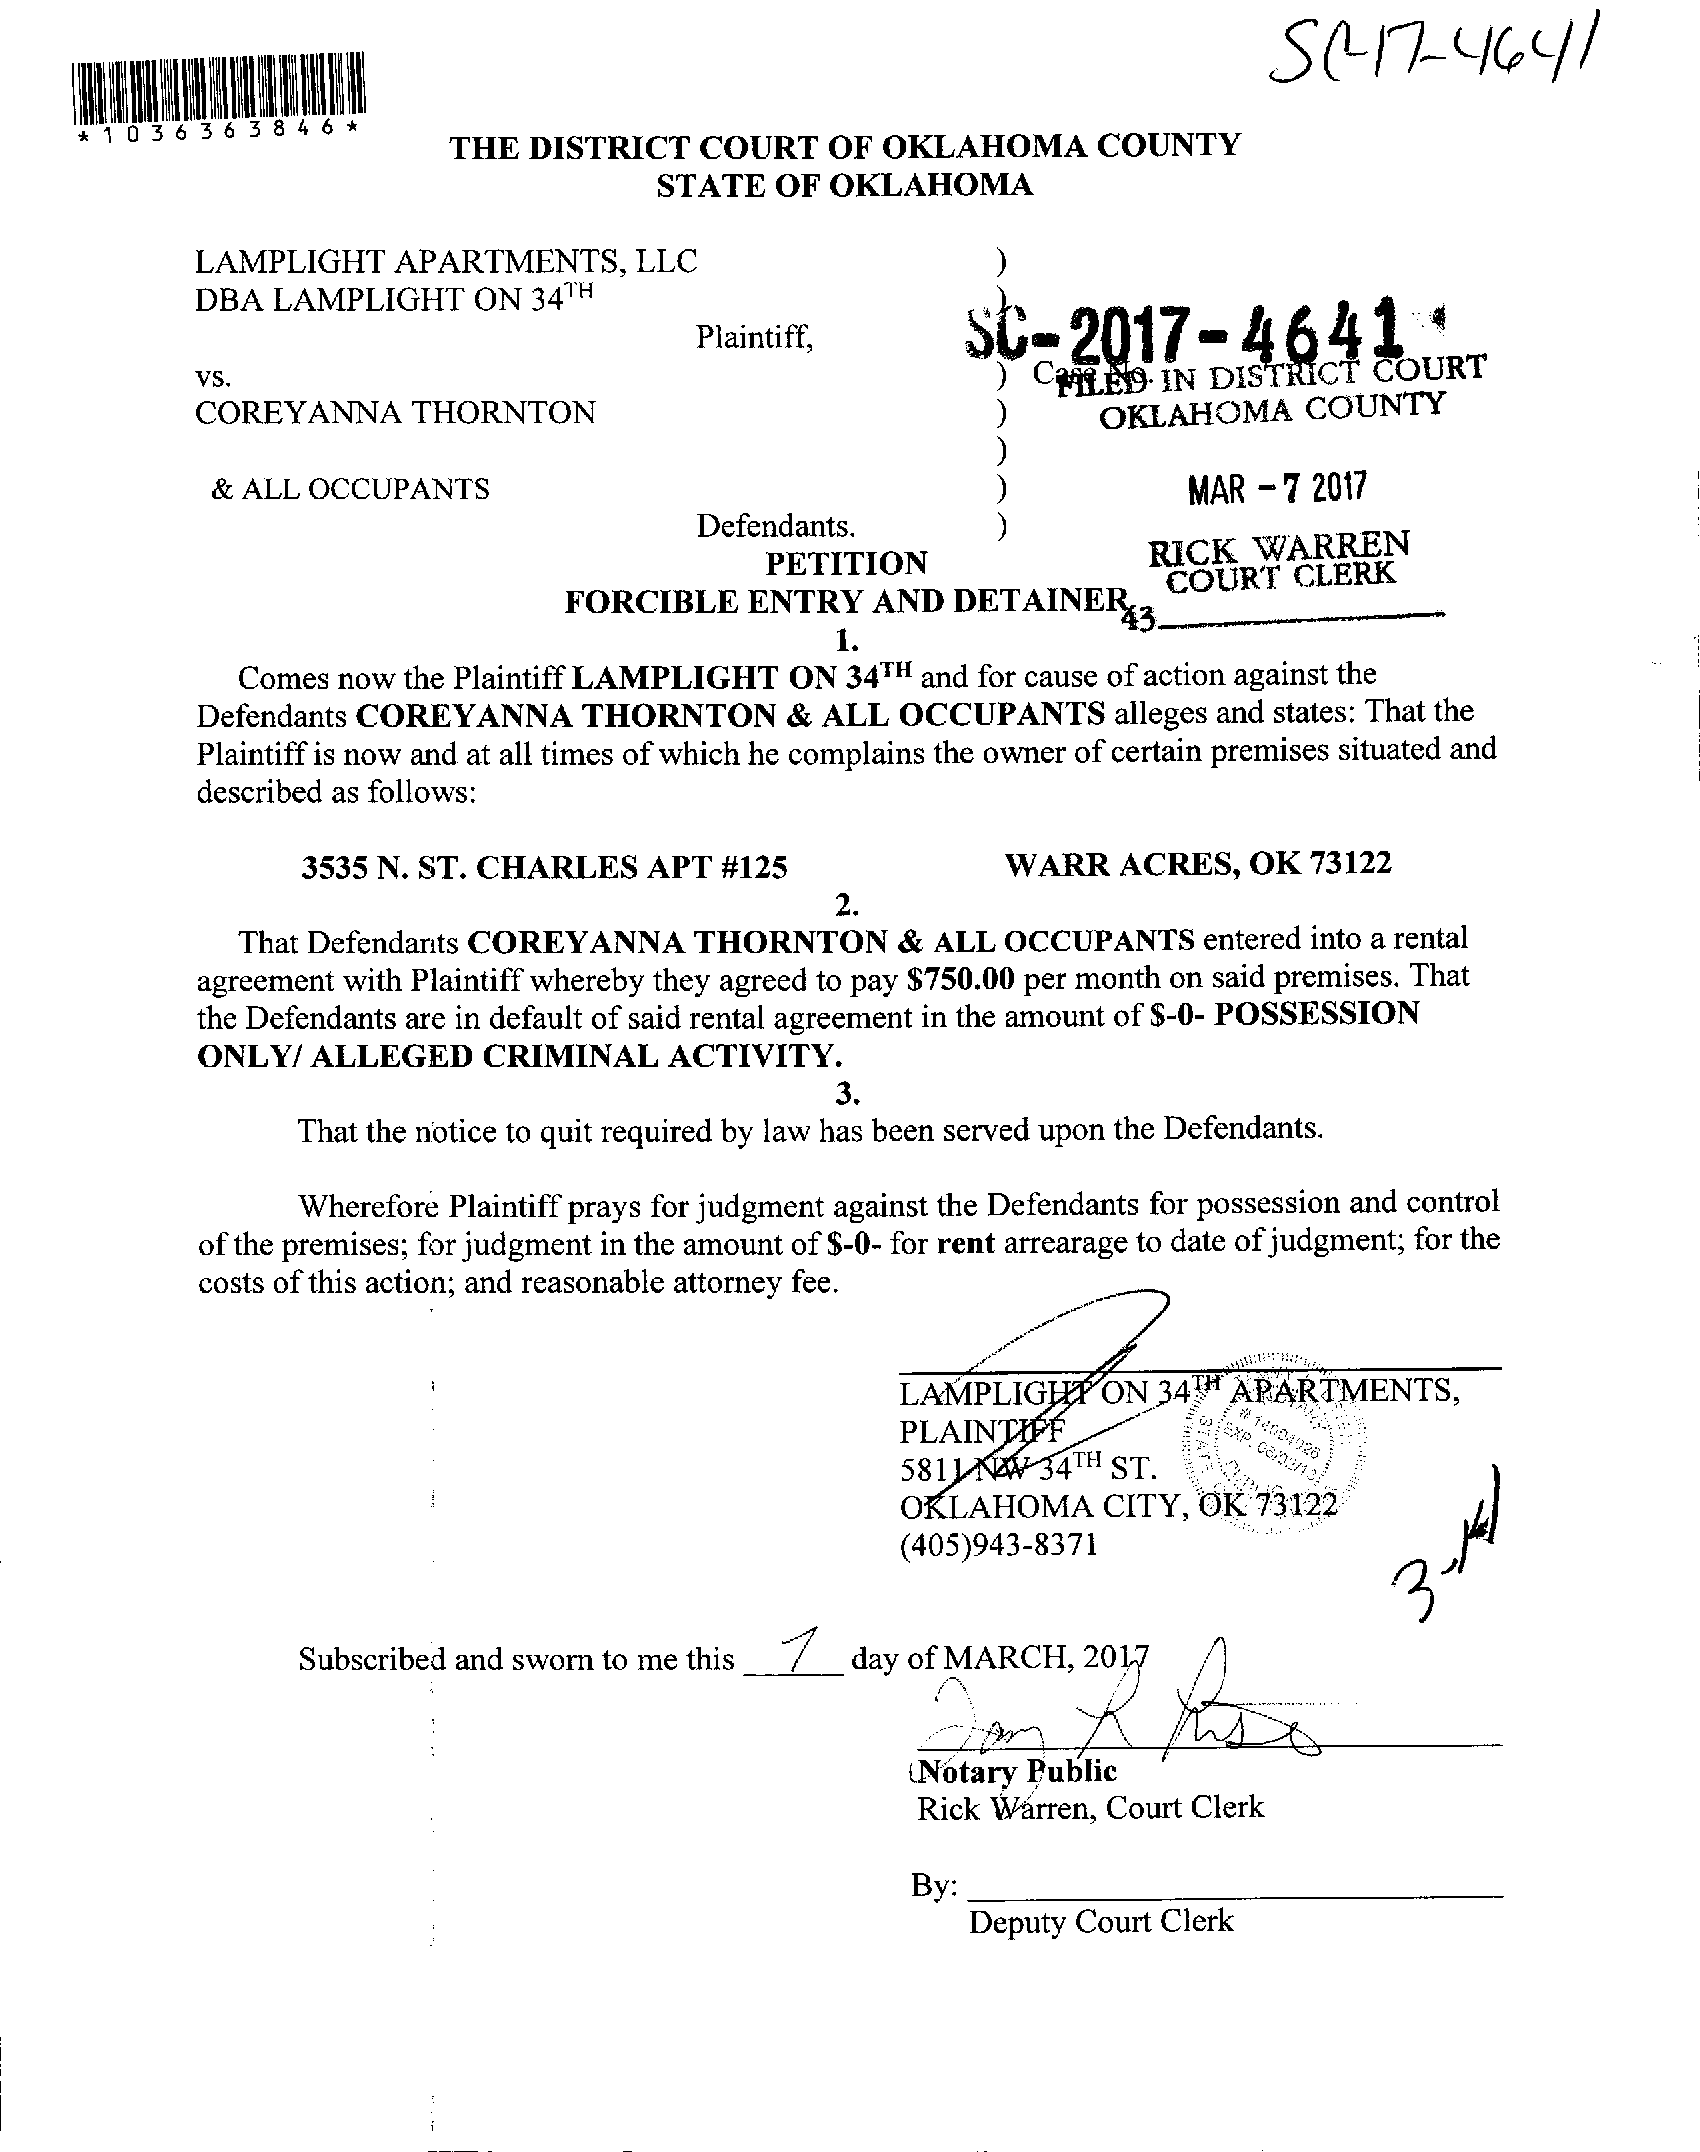 SC-17-4641
*1036363846*
THE DISTRICT COURT OF OKLAHOMA COUNTY
STATE OF OKLAHOMA
LAMPLIGHT APARTMENTS, LLC )
DBA LAMPLIGHT ON 34TH )
Plaintiff,
SC-2017-4641
vs. ) Case No.
FILED IN DISTRICT COURT
COREYANNA THORNTON )
OKLAHOMA COUNTY
)
& ALL OCCUPANTS )
MAR -7 2017
Defendants. )
PETITION
RICK WARREN
COURT CLERK
FORCIBLE ENTRY AND DETAINER
43
1.
Comes now the Plaintiff LAMPLIGHT ON 34TH and for cause of action against the
Defendants COREYANNA THORNTON & ALL OCCUPANTS alleges and states: That the
Plaintiff is now and at all times of which he complains the owner of certain premises situated and
described as follows:
3535 N. ST. CHARLES APT #125 WARR ACRES, OK 73122
2.
That Defendants COREYANNA THORNTON & ALL OCCUPANTS entered into a rental
agreement with Plaintiff whereby they agreed to pay $750.00 per month on said premises. That
the Defendants are in default of said rental agreement in the amount of $-0- POSSESSION
ONLY/ ALLEGED CRIMINAL ACTIVITY.
3.
That the notice to quit required by law has been served upon the Defendants.
Wherefore Plaintiff prays for judgment against the Defendants for possession and control
of the premises; for judgment in the amount of $-0- for rent arrearage to date of judgment; for the
costs of this action; and reasonable attorney fee.
LAMPLIGHT ON 34TH APARTMENTS,
PLAINTIFF
5811 NW 34TH ST.
OKLAHOMA CITY, OK 73122
(405)943-8371
Subscribed and sworn to me this 7 day of MARCH, 2017
Notary Public
Rick Warren, Court Clerk
By:
Deputy Court Clerk